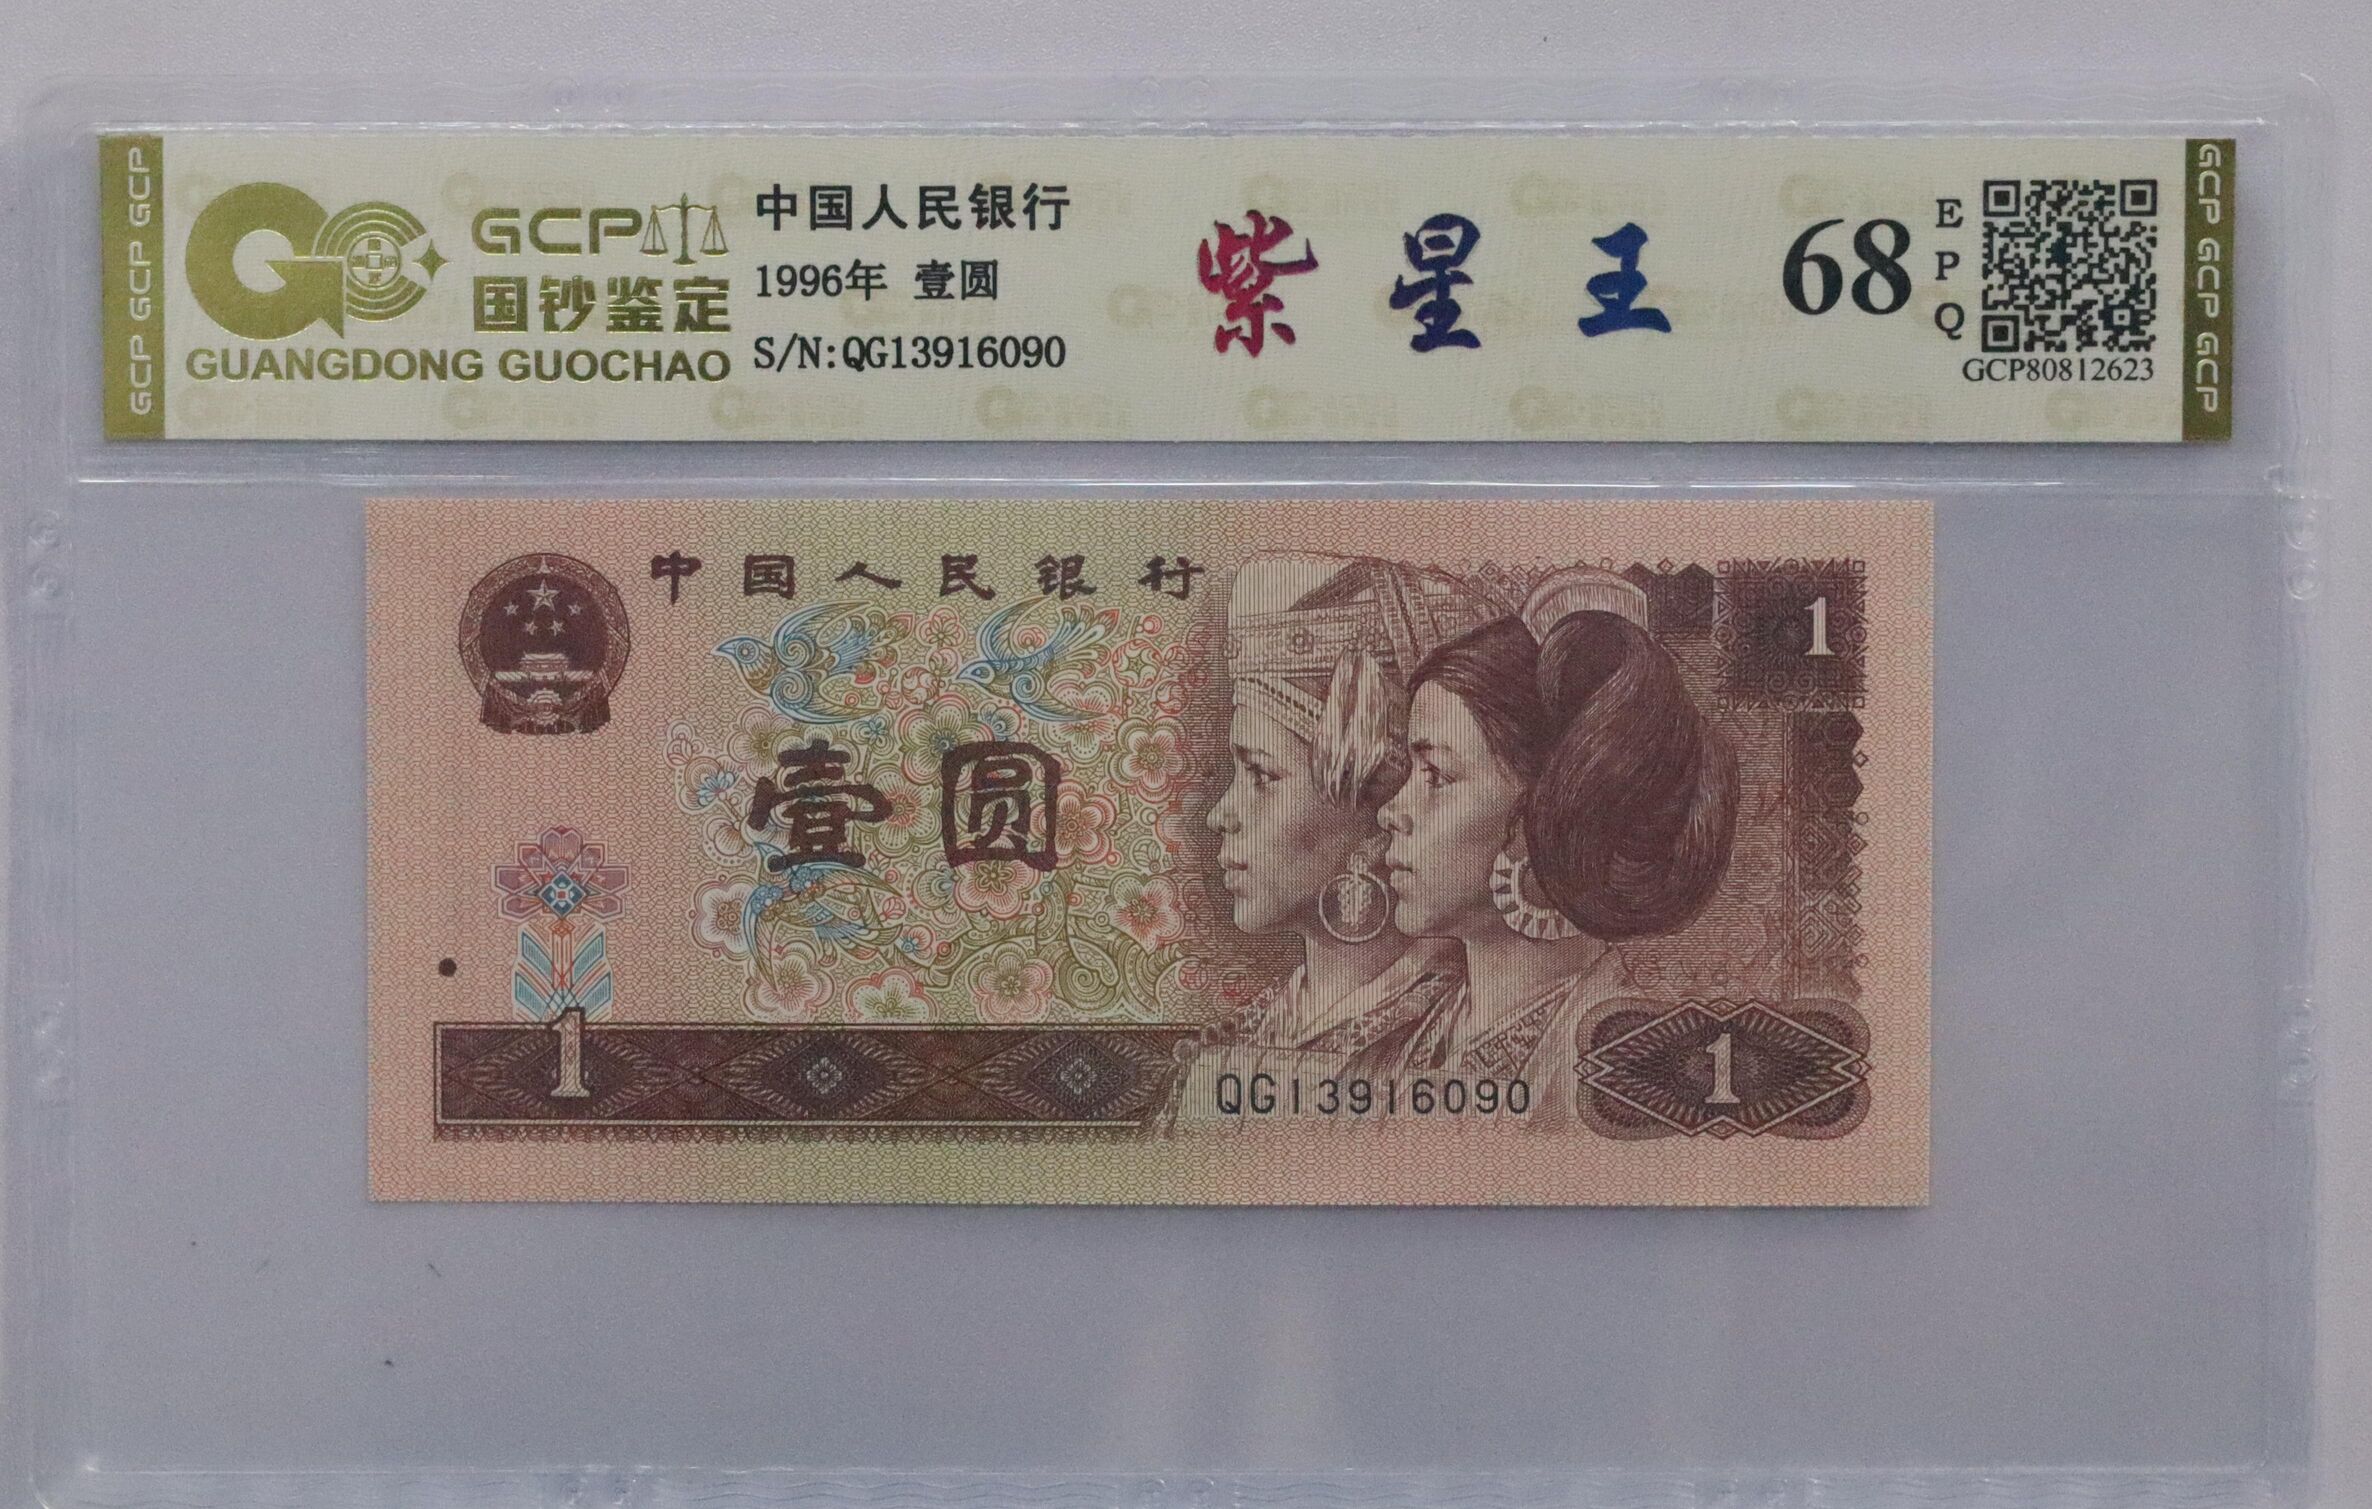 GCP GCP GCP
GCP
国钞鉴定
GUANGDONG GUOCHAO
中国人民银行
1996年 壹圆
S/N:QG13916090
紫星王
68
EPQ
GCP80812623
GCP GCP GCP
中国人民银行
1
壹圆
1
QG13916090
1